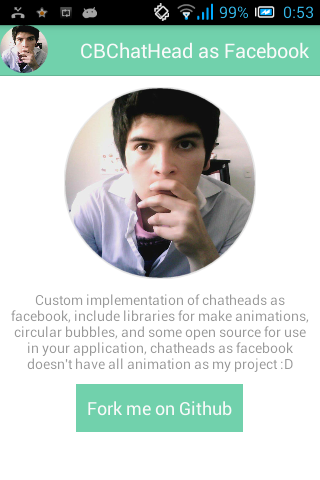 99% 0:53
CBChatHead as Facebook
Custom implementation of chatheads as
facebook, include libraries for make animations,
circular bubbles, and some open source for use
in your application, chatheads as facebook
doesn't have all animation as my project :D
Fork me on Github